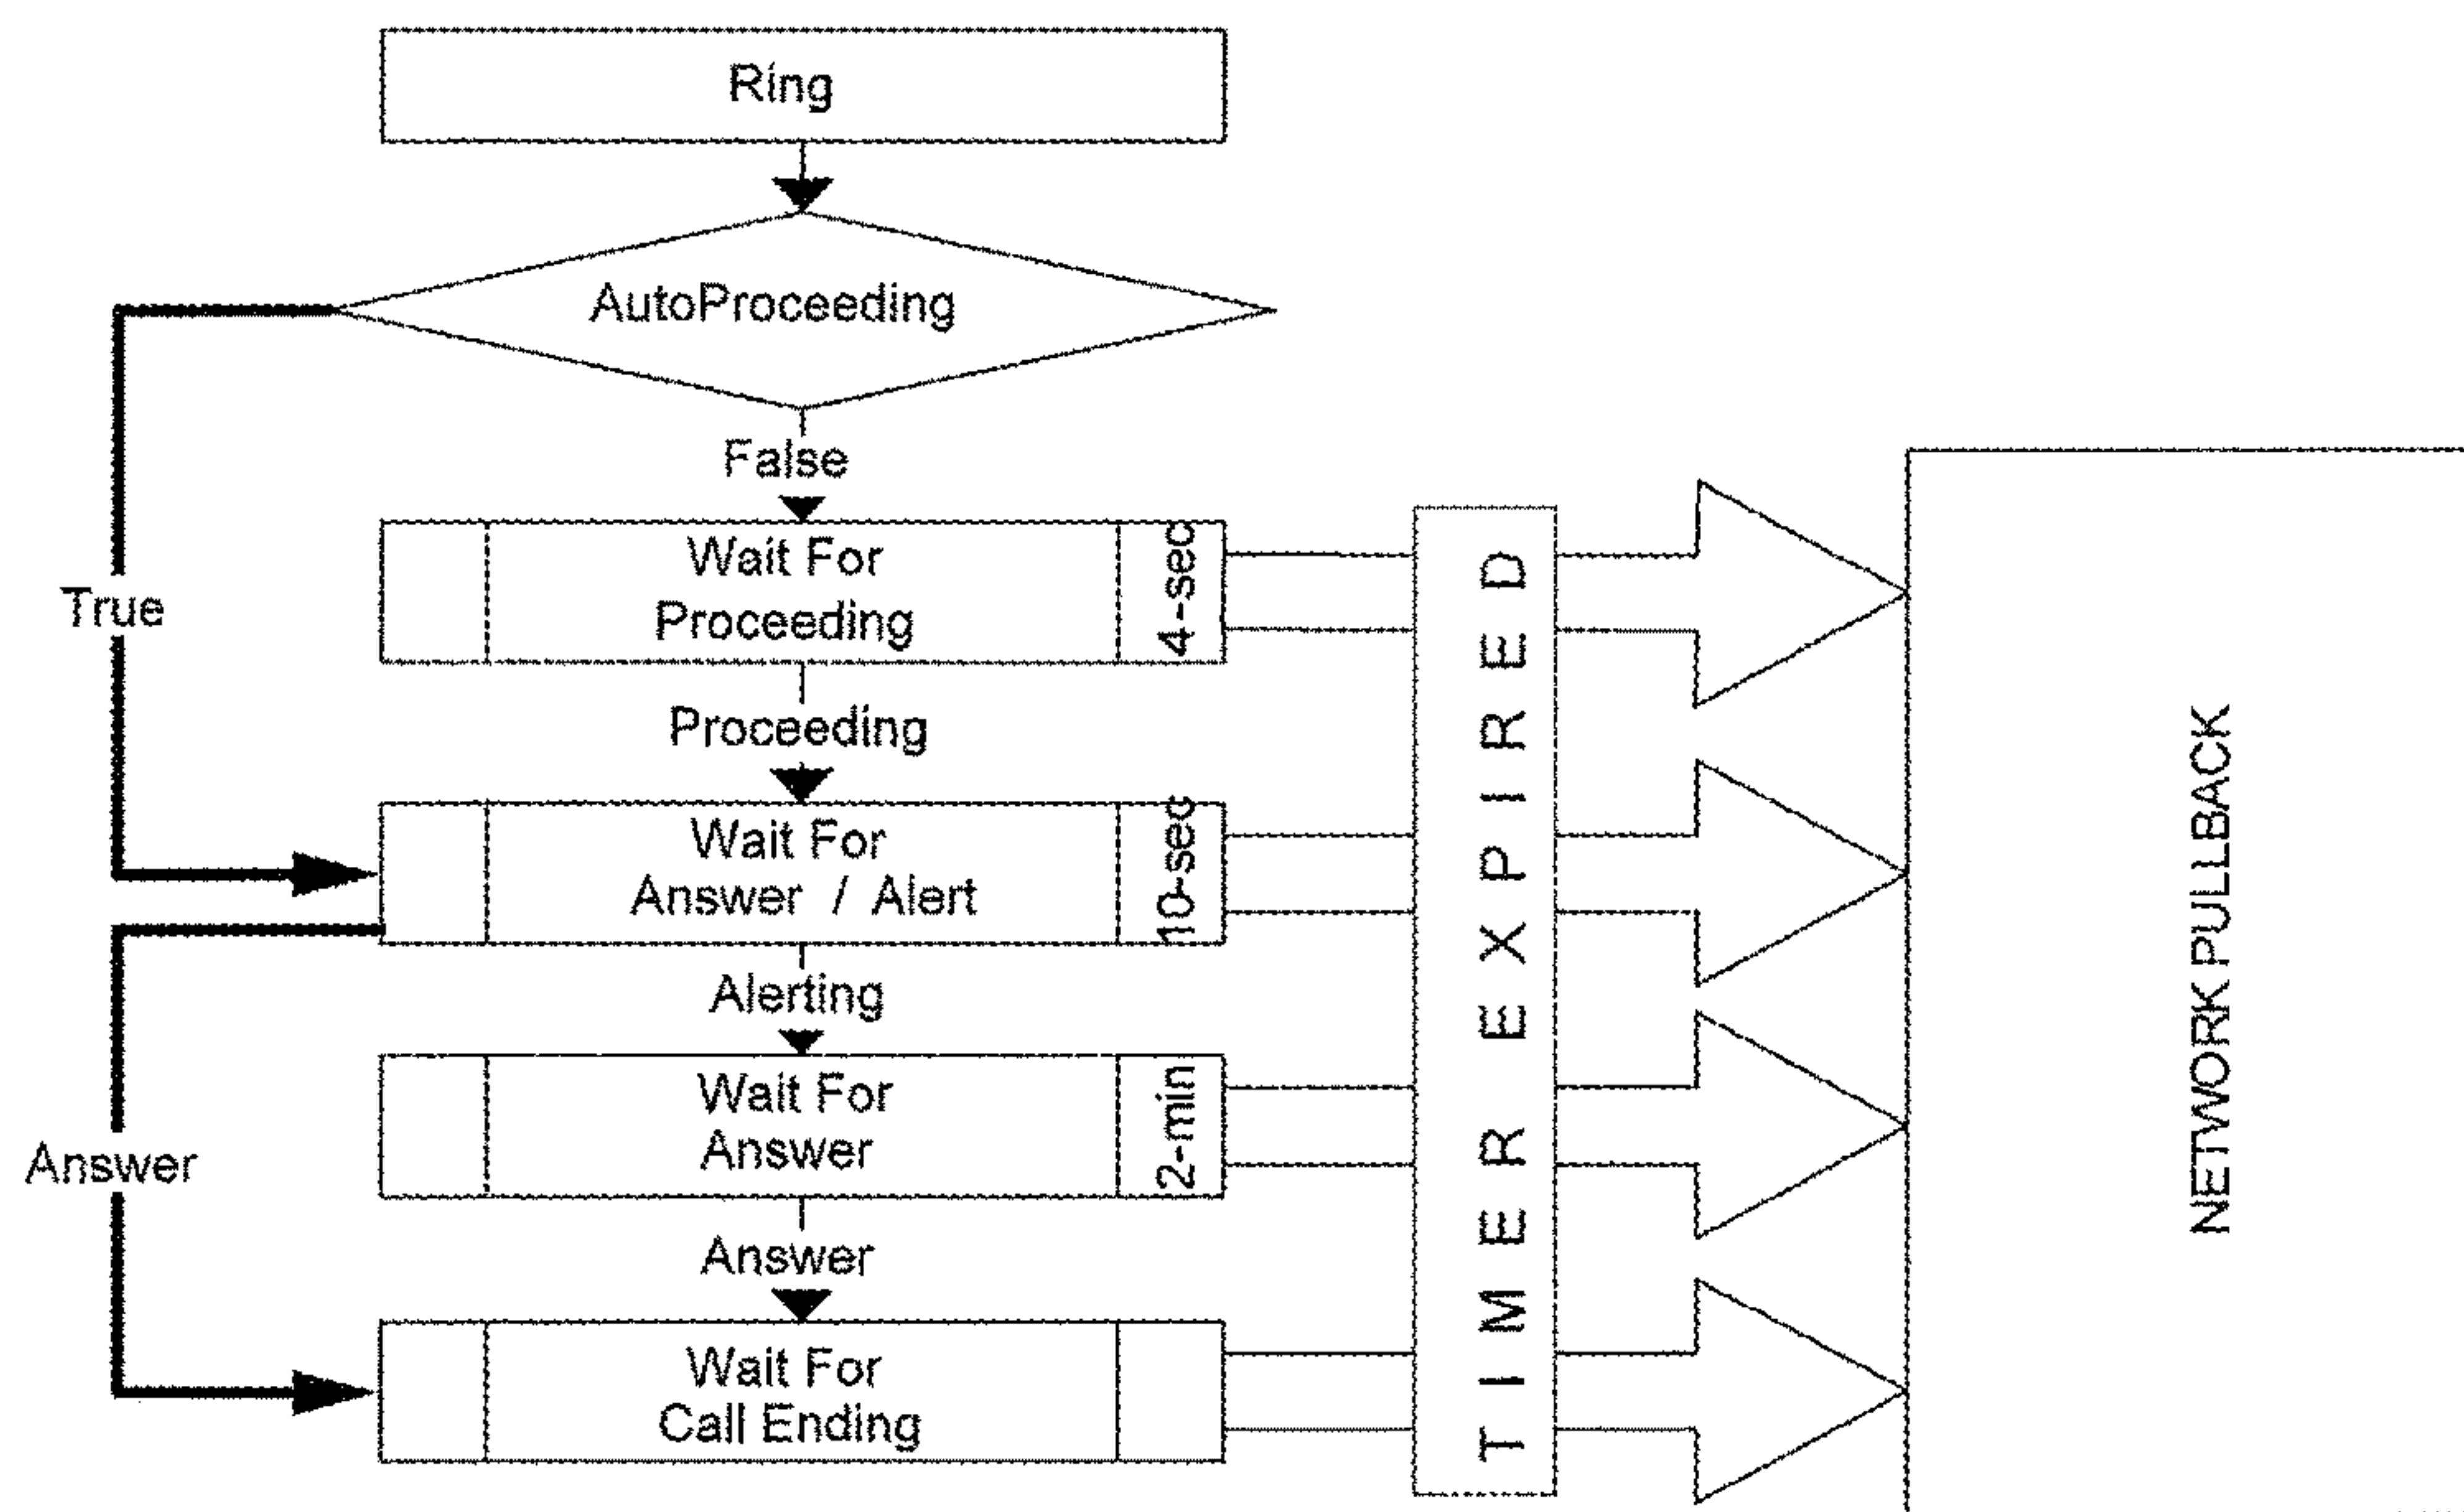 Ring
AutoProceeding
False
True
Wait For
Proceeding
4-sec
Proceeding
Wait For
Answer / Alert
10-sec
Alerting
Wait For
Answer
2-min
Answer
Answer
Wait For
Call Ending
TIMER EXPIRED
NETWORK PULLBACK